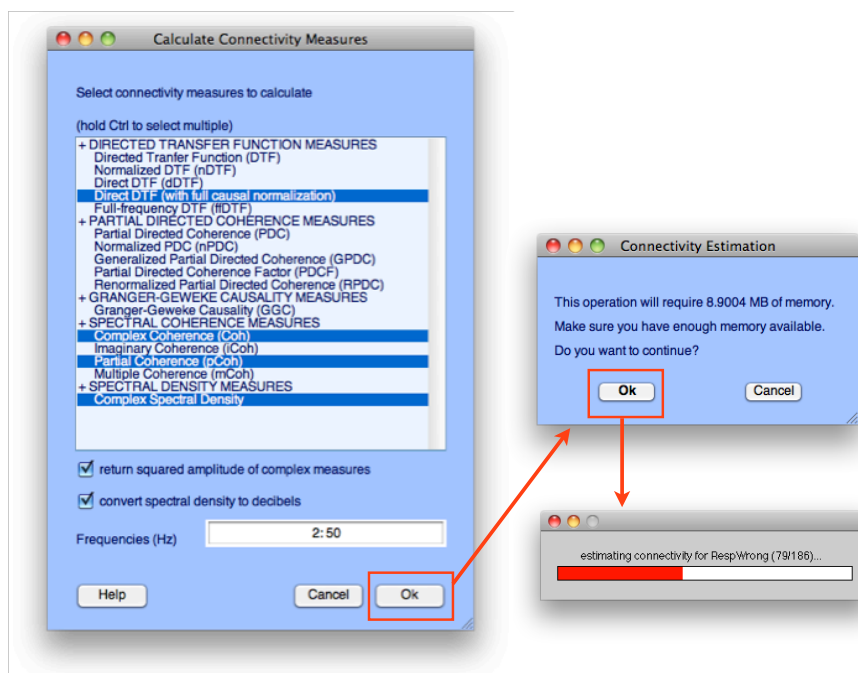 Calculate Connectivity Measures
Select connectivity measures to calculate
(hold Ctrl to select multiple)
+ DIRECTED TRANSFER FUNCTION MEASURES
Directed Tranfer Function (DTF)
Normalized DTF (nDTF)
Direct DTF (dDTF)
Direct DTF (with full causal normalization)
Full-frequency DTF (ffDTF)
+ PARTIAL DIRECTED COHERENCE MEASURES
Partial Directed Coherence (PDC)
Normalized PDC (nPDC)
Generalized Partial Directed Coherence (GPDC)
Partial Directed Coherence Factor (PDCF)
Renormalized Partial Directed Coherence (RPDC)
+ GRANGER-GEWEKE CAUSALITY MEASURES
Granger-Geweke Causality (GGC)
+ SPECTRAL COHERENCE MEASURES
Complex Coherence (Coh)
Imaginary Coherence (iCoh)
Partial Coherence (pCoh)
Multiple Coherence (mCoh)
+ SPECTRAL DENSITY MEASURES
Complex Spectral Density
return squared amplitude of complex measures
convert spectral density to decibels
Frequencies (Hz) 2:50
Help Cancel Ok
Connectivity Estimation
This operation will require 8.9004 MB of memory.
Make sure you have enough memory available.
Do you want to continue?
Ok Cancel
estimating connectivity for RespWrong (79/186)...